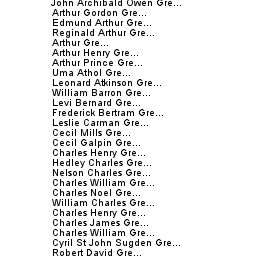 John Archibald Owen Gre...
Arthur Gordon Gre...
Edmund Arthur Gre...
Reginald Arthur Gre...
Arthur Gre...
Arthur Henry Gre...
Arthur Prince Gre...
Uma Athol Gre...
Leonard Atkinson Gre...
William Barron Gre...
Levi Bernard Gre...
Frederick Bertram Gre...
Leslie Carman Gre...
Cecil Mills Gre...
Cecil Galpin Gre...
Charles Henry Gre...
Hedley Charles Gre...
Nelson Charles Gre...
Charles William Gre...
Charles Noel Gre...
William Charles Gre...
Charles Henry Gre...
Charles James Gre...
Charles William Gre...
Cyril St John Sugden Gre...
Robert David Gre...